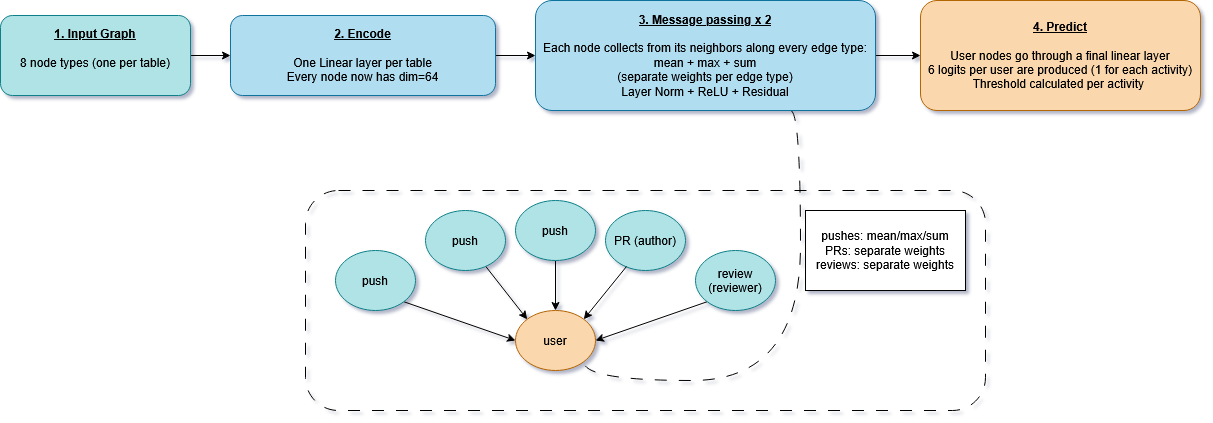 1. Input Graph
8 node types (one per table)
2. Encode
One Linear layer per table
Every node now has dim=64
3. Message passing x 2
Each node collects from its neighbors along every edge type:
mean + max + sum
(separate weights per edge type)
Layer Norm + ReLU + Residual
4. Predict
User nodes go through a final linear layer
6 logits per user are produced (1 for each activity)
Threshold calculated per activity
push
push
push
PR (author)
review
(reviewer)
user
pushes: mean/max/sum
PRs: separate weights
reviews: separate weights